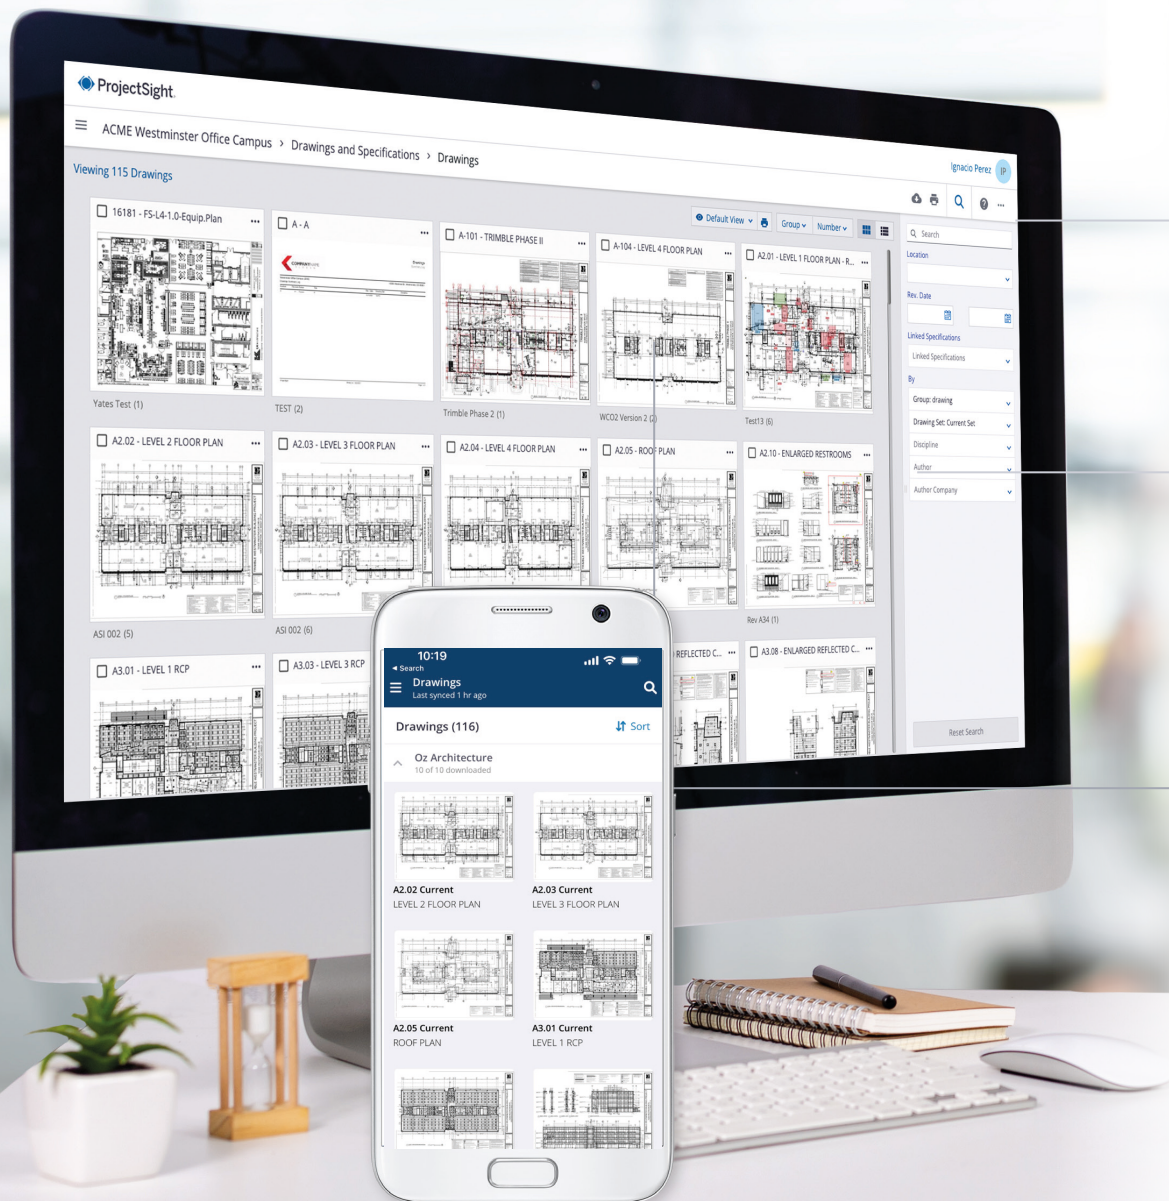 ProjectSight
ACME Westminster Office Campus > Drawings and Specifications > Drawings
Ignacio Perez IP
Viewing 115 Drawings
Default View Group Number
Search
Location
Rev. Date
Linked Specifications
Linked Specifications
By
Group: drawing
Drawing Set: Current Set
Discipline
Author
Author Company
Reset Search
16181 - FS-L4-1.0-Equip.Plan ...
A - A ...
A-101 - TRIMBLE PHASE II ...
A-104 - LEVEL 4 FLOOR PLAN ...
A2.01 - LEVEL 1 FLOOR PLAN - R... ...
COMPANYNAME
Yates Test (1)
TEST (2)
Trimble Phase 2 (1)
WCO2 Version 2 (2)
Test13 (6)
A2.02 - LEVEL 2 FLOOR PLAN ...
A2.03 - LEVEL 3 FLOOR PLAN ...
A2.04 - LEVEL 4 FLOOR PLAN ...
A2.05 - ROOF PLAN ...
A2.10 - ENLARGED RESTROOMS ...
ASI 002 (5)
ASI 002 (6)
Rev A34 (1)
A3.01 - LEVEL 1 RCP ...
A3.03 - LEVEL 3 RCP
REFLECTED C... ...
A3.08 - ENLARGED REFLECTED C... ...
10:19
Search
Drawings
Last synced 1 hr ago
Drawings (116)
Sort
Oz Architecture
10 of 10 downloaded
A2.02 Current
LEVEL 2 FLOOR PLAN
A2.03 Current
LEVEL 3 FLOOR PLAN
A2.05 Current
ROOF PLAN
A3.01 Current
LEVEL 1 RCP